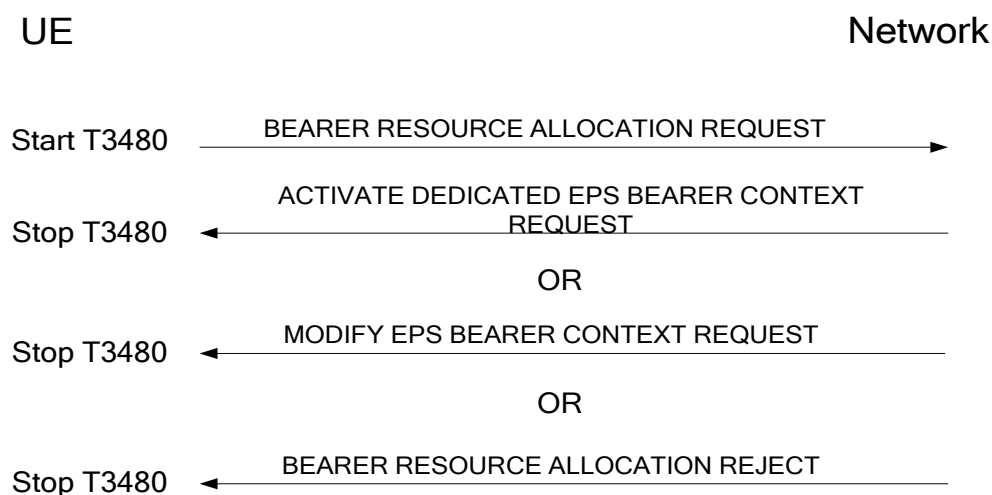 UE
Network
Start T3480
BEARER RESOURCE ALLOCATION REQUEST
ACTIVATE DEDICATED EPS BEARER CONTEXT
REQUEST
Stop T3480
OR
MODIFY EPS BEARER CONTEXT REQUEST
Stop T3480
OR
BEARER RESOURCE ALLOCATION REJECT
Stop T3480